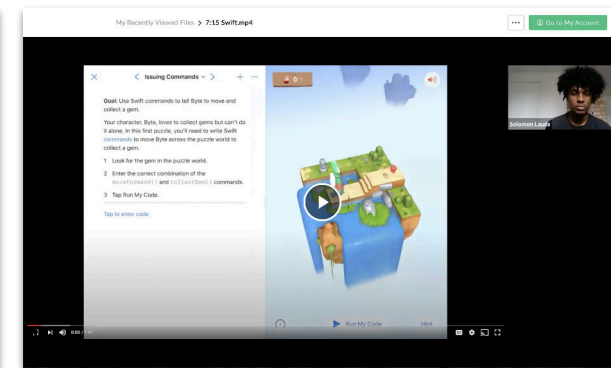 My Recently Viewed Files > 7:15 Swift.mp4
••• Go to My Account
Issuing Commands
Goal: Use Swift commands to tell Byte to move and
collect a gem.
Your character, Byte, loves to collect gems but can't do
it alone. In this first puzzle, you'll need to write Swift
commands to move Byte across the puzzle world to
collect a gem.
1 Look for the gem in the puzzle world.
2 Enter the correct combination of the
moveForward() and collectGem() commands.
3 Tap Run My Code.
Tap to enter code
Solomon Laude
Run My Code Hint